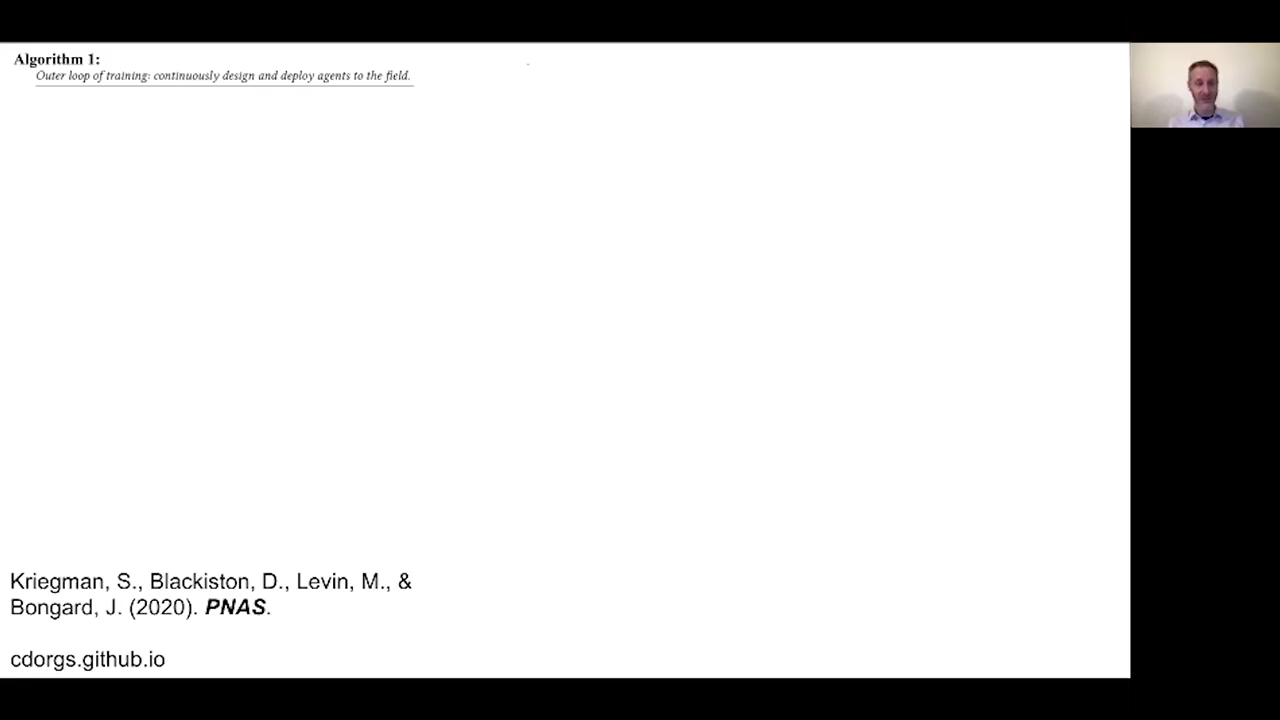 Algorithm 1:
Outer loop of training: continuously design and deploy agents to the field.
Kriegman, S., Blackiston, D., Levin, M., &
Bongard, J. (2020). PNAS.
cdorgs.github.io